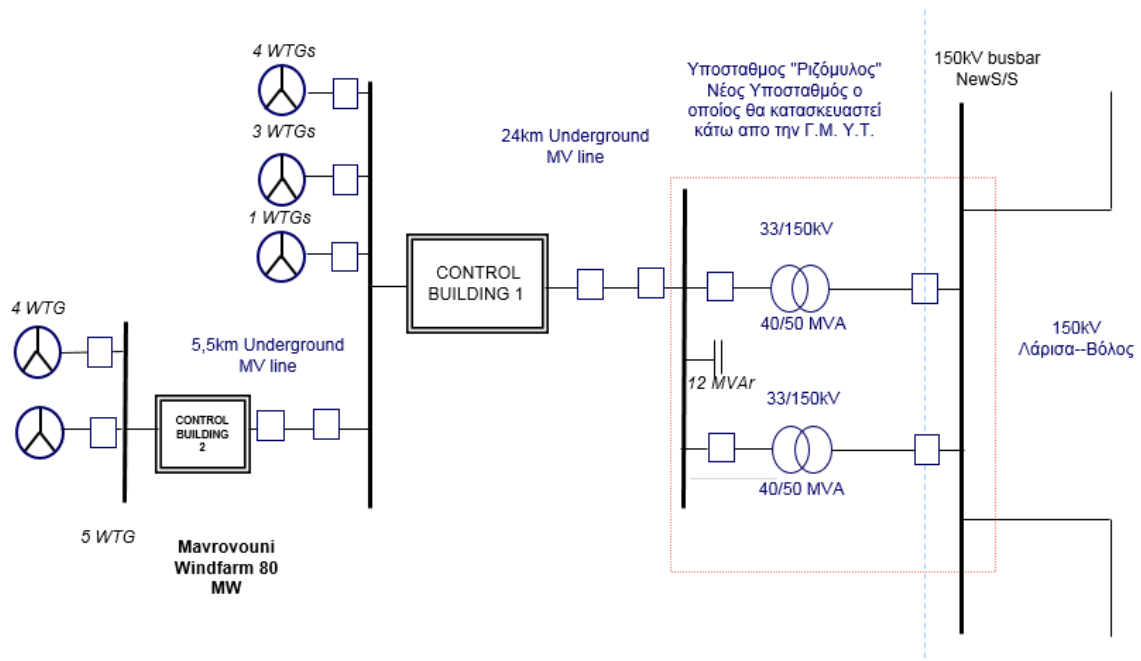 4 WTGs
3 WTGs
1 WTGs
4 WTG
5,5km Underground
MV line
CONTROL
BUILDING
2
5 WTG
Mavrovouni
Windfarm 80
MW
CONTROL
BUILDING 1
24km Underground
MV line
Υποσταθμος "Ριζόμυλος"
Νέος Υποσταθμός ο
οποίος θα κατασκευαστεί
κάτω απο την Γ.Μ. Υ.Τ.
33/150kV
40/50 MVA
12 MVAr
33/150kV
40/50 MVA
150kV busbar
NewS/S
150kV
Λάρισα--Βόλος